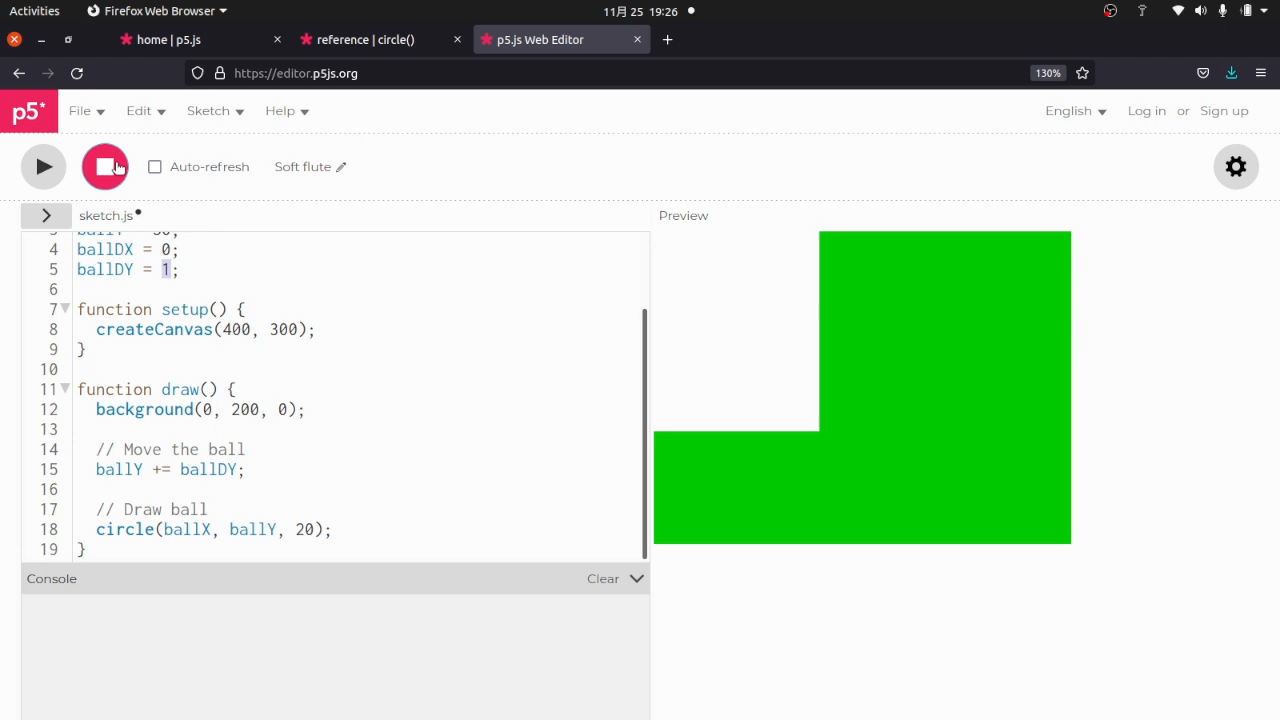 Activities
Firefox Web Browser
11月 25 19:26
home | p5.js
reference | circle()
p5.js Web Editor
https://editor.p5js.org
130%
p5*
File
Edit
Sketch
Help
English
Log in or Sign up
Auto-refresh
Soft flute
sketch.js
Preview
4 ballDX = 0;
5 ballDY = 1;
6
7 function setup() {
8 createCanvas(400, 300);
9 }
10
11 function draw() {
12 background(0, 200, 0);
13
14 // Move the ball
15 ballY += ballDY;
16
17 // Draw ball
18 circle(ballX, ballY, 20);
19 }
Console
Clear